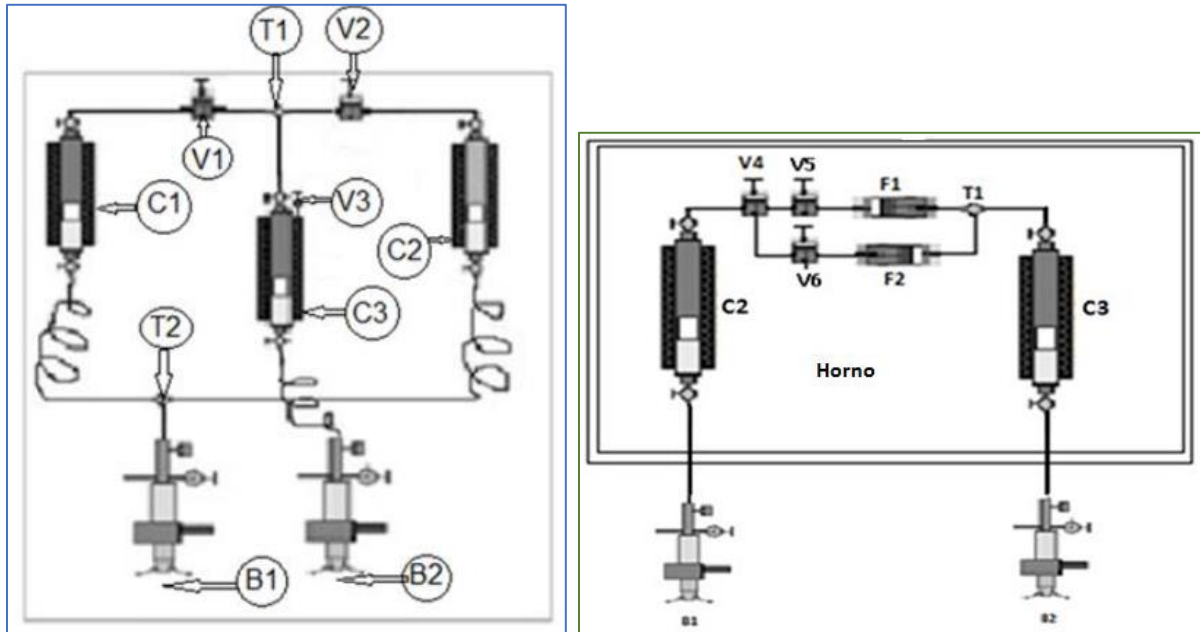 T1 V2
V1
C1
V3
C2
C3
T2
B1
B2
V4 V5 F1 T1
V6 F2
C2 C3
Horno
B1 B2